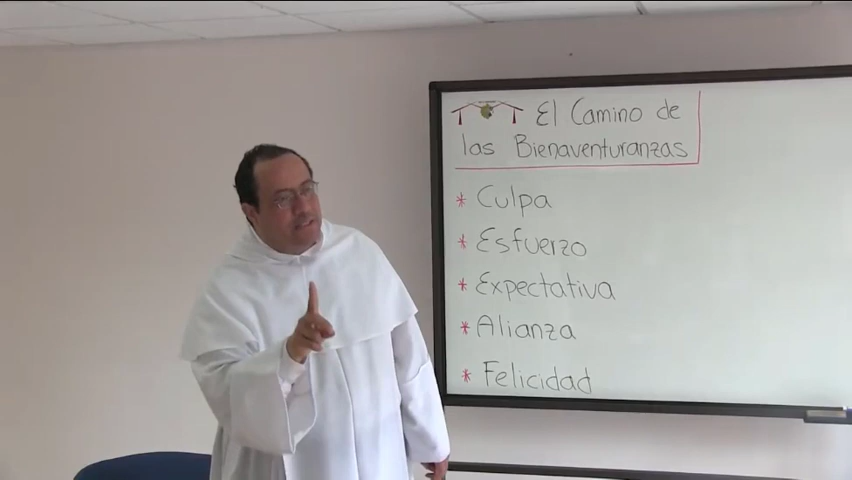 El Camino de
las Bienaventuranzas
* Culpa
* Esfuerzo
* Expectativa
* Alianza
* Felicidad